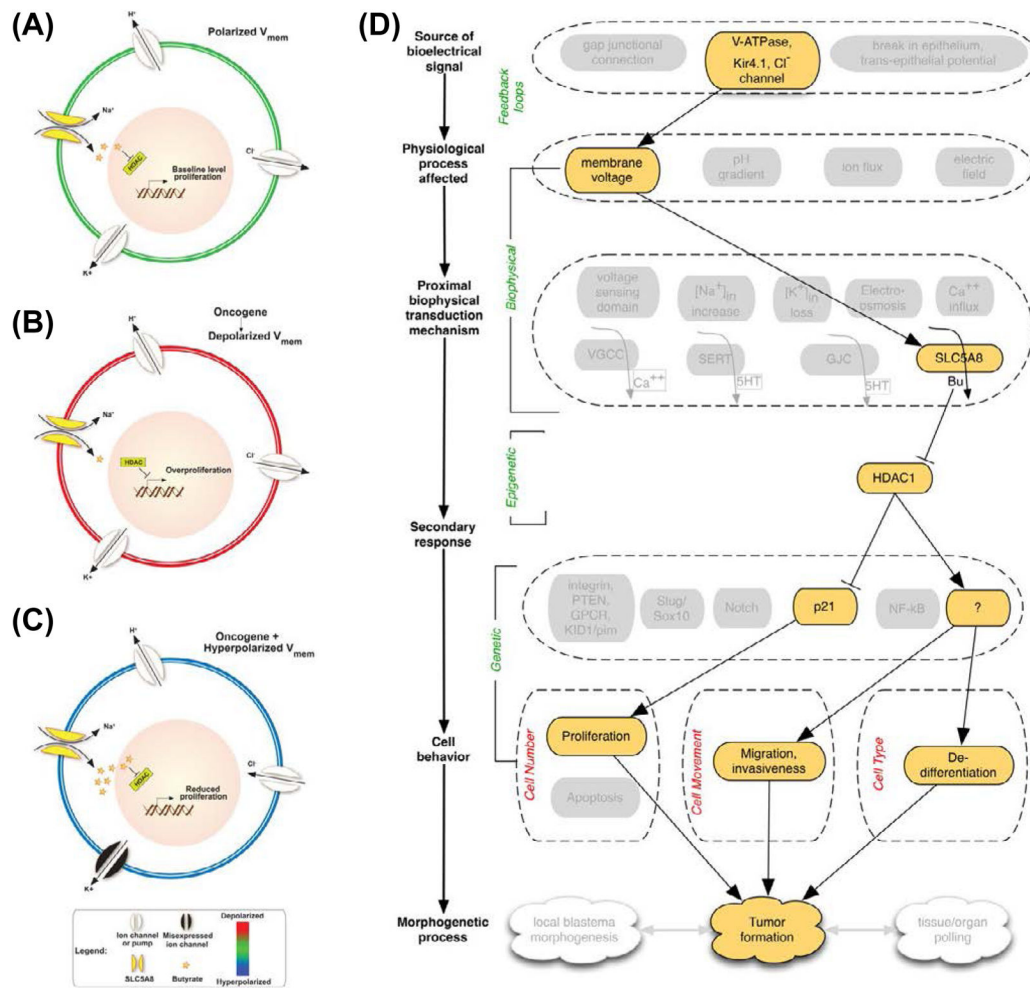 (A)
H⁺
Polarized Vmem
Na⁺
HDAC
Baseline level
proliferation
Cl⁻
K+
(B)
Oncogene
Depolarized Vmem
H⁺
Na⁺
HDAC
Overproliferation
Cl⁻
K+
(C)
Oncogene +
Hyperpolarized Vmem
H⁺
Na⁺
HDAC
Reduced
proliferation
Cl⁻
K+
Legend:
Ion channel
or pump
Misexpressed
ion channel
SLC5A8
Butyrate
Depolarized
Hyperpolarized
(D)
Source of
bioelectrical
signal
gap junctional
connection
V-ATPase,
Kir4.1, Cl⁻
channel
break in epithelium,
trans-epithelial potential
Feedback
loops
Physiological
process
affected
membrane
voltage
pH
gradient
ion flux
electric
field
Biophysical
Proximal
biophysical
transduction
mechanism
voltage
sensing
domain
[Na⁺]in
increase
[K⁺]in
loss
Electro-
osmosis
Ca⁺⁺
influx
VGCC
Ca⁺⁺
SERT
5HT
GJC
5HT
SLC5A8
Bu
Epigenetic
HDAC1
Secondary
response
Genetic
integrin,
PTEN,
GPCR,
KID1/pim
Slug/
Sox10
Notch
p21
NF-kB
?
Cell
behavior
Cell Number
Proliferation
Apoptosis
Cell Movement
Migration,
invasiveness
Cell Type
De-
differentiation
Morphogenetic
process
local blastema
morphogenesis
Tumor
formation
tissue/organ
polling